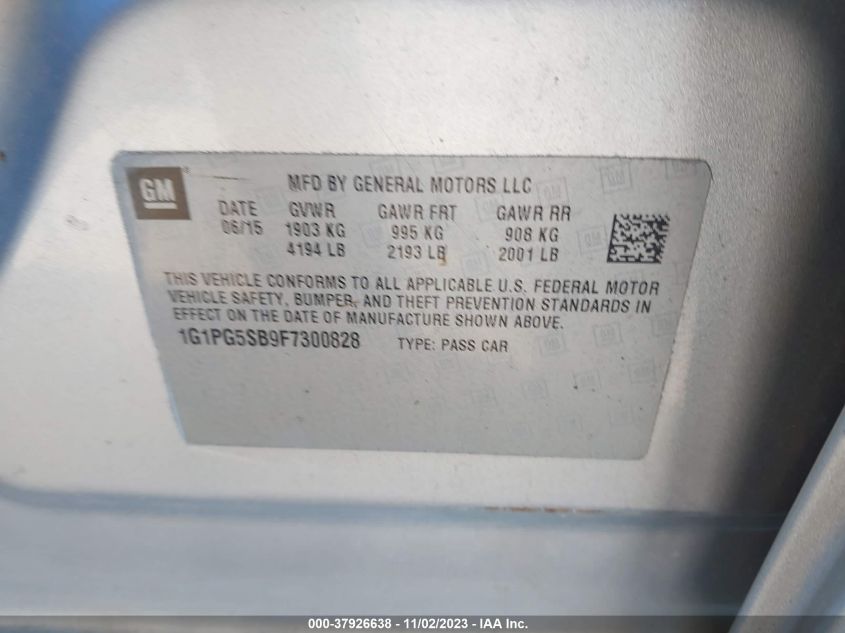 GM
MFD BY GENERAL MOTORS LLC
DATE GVWR GAWR FRT GAWR RR
06/15 1903 KG 995 KG 908 KG
4194 LB 2193 LB 2001 LB
THIS VEHICLE CONFORMS TO ALL APPLICABLE U.S. FEDERAL MOTOR
VEHICLE SAFETY, BUMPER, AND THEFT PREVENTION STANDARDS IN
EFFECT ON THE DATE OF MANUFACTURE SHOWN ABOVE.
1G1PG5SB9F7300828 TYPE: PASS CAR
000-37926638 - 11/02/2023 - IAA Inc.